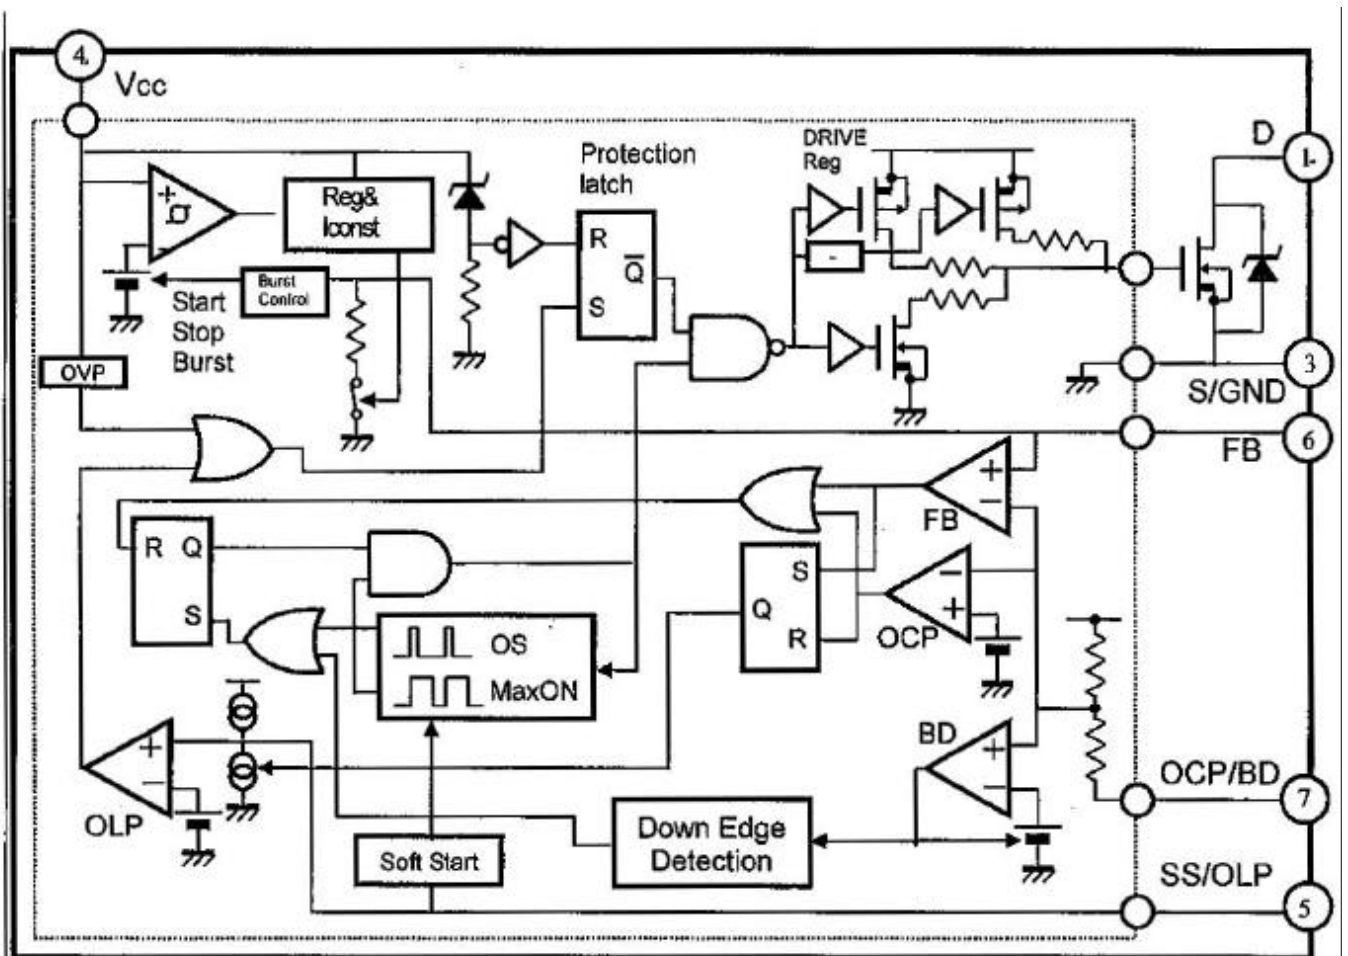 4.
Vcc
DRIVE
Reg
D
1-
Protection
latch
Reg&
Iconst
R
Q
S
+
-
Burst
Control
Start
Stop
Burst
OVP
3
S/GND
6
FB
+
-
FB
R Q
S
S
Q
R
-
+
OCP
OS
MaxON
BD
+
-
OCP/BD
7
+
-
OLP
Down Edge
Detection
Soft Start
SS/OLP
5